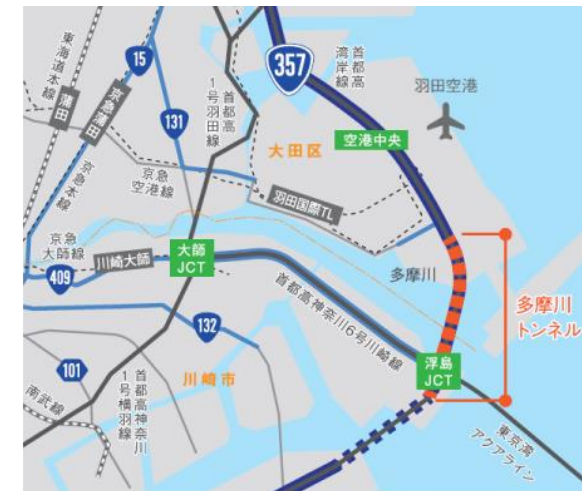 東海道本線
蒲田
15
京急蒲田
京急本線
131
首都高
1号羽田線
357
首都高
湾岸線
羽田空港
大田区
空港中央
京急
空港線
羽田国際TL
京急
大師線
川崎大師
409
大師
JCT
首都高神奈川6号川崎線
多摩川
多摩川
トンネル
132
101
南武線
首都高神奈川
1号横羽線
川崎市
浮島
JCT
東京湾
アクアライン